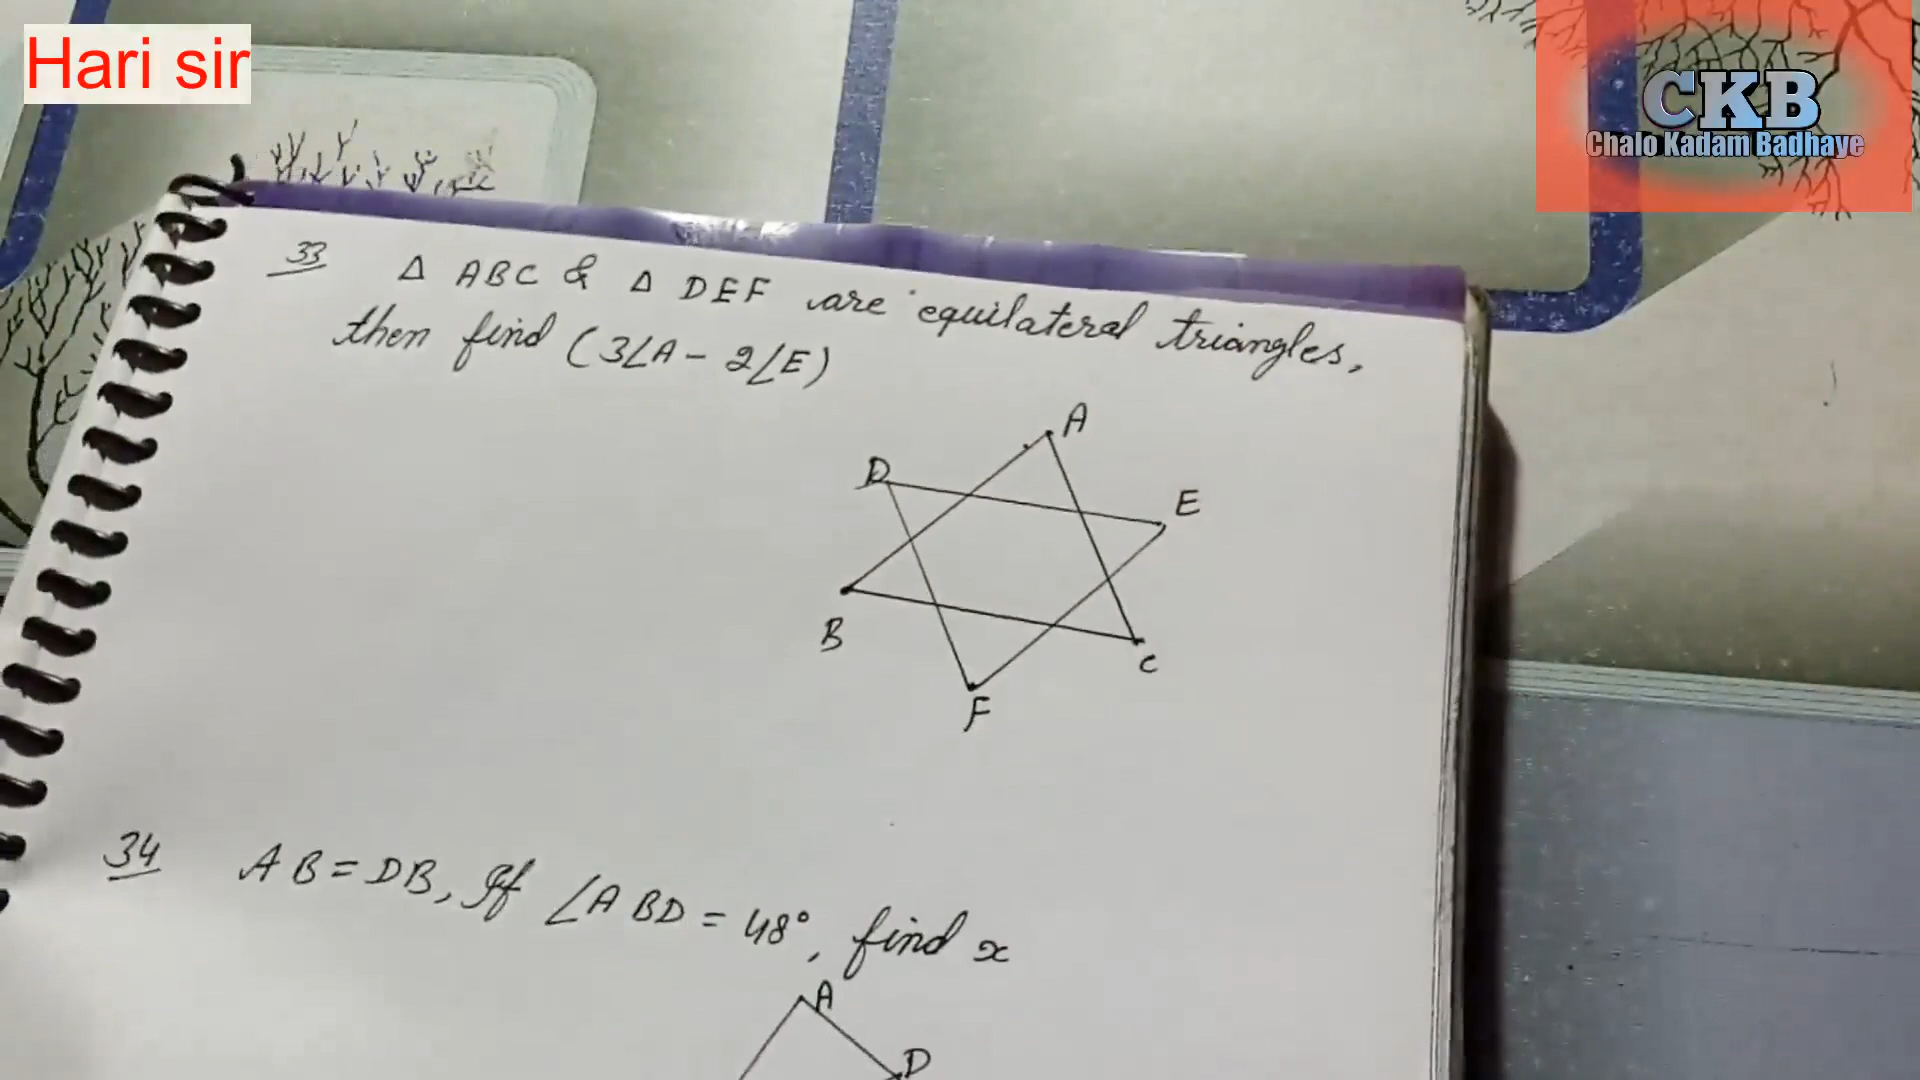 Hari sir
CKB
Chalo Kadam Badhaye
33 Δ ABC & Δ DEF are equilateral triangles,
then find (3∠A - 2∠E)
A
D
E
B
C
F
34 AB = DB, If ∠ABD = 48°, find x
A
D